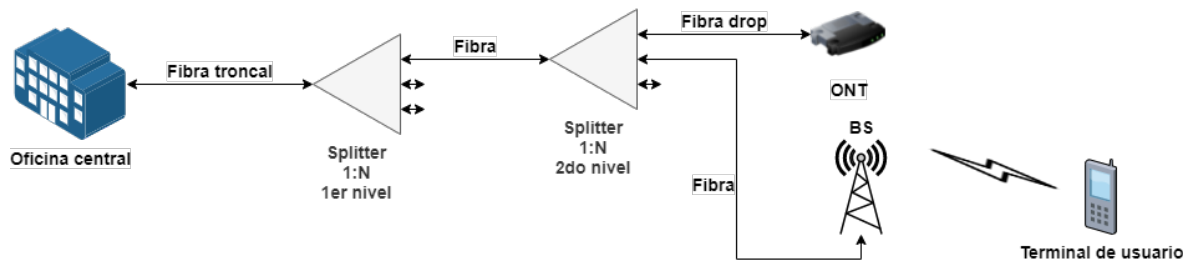 Oficina central
Fibra troncal
Splitter
1:N
1er nivel
Fibra
Splitter
1:N
2do nivel
Fibra drop
ONT
Fibra
BS
Terminal de usuario